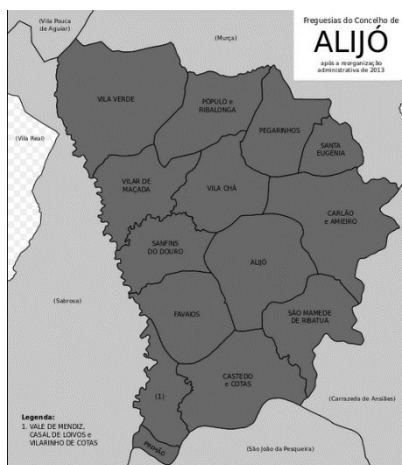 Freguesias do Concelho de
ALIJÓ
após a reorganização
administrativa de 2013
(Vila Pouca
de Aguiar)
(Murça)
VILA VERDE
PÓPULO e
RIBALONGA
PEGARINHOS
(Vila Real)
SANTA
EUGÉNIA
VILAR DE
MAÇADA
VILA CHÃ
CARLÃO
e AMIEIRO
SANFINS
DO DOURO
ALIJÓ
(Sabrosa)
FAVAIOS
SÃO MAMEDE
DE RIBATUA
CASTEDO
e COTAS
(1)
(Carrazeda de Ansiães)
Legenda:
1. VALE DE MENDIZ,
CASAL DE LOIVOS e
VILARINHO DE COTAS
PINHÃO
(São João da Pesqueira)